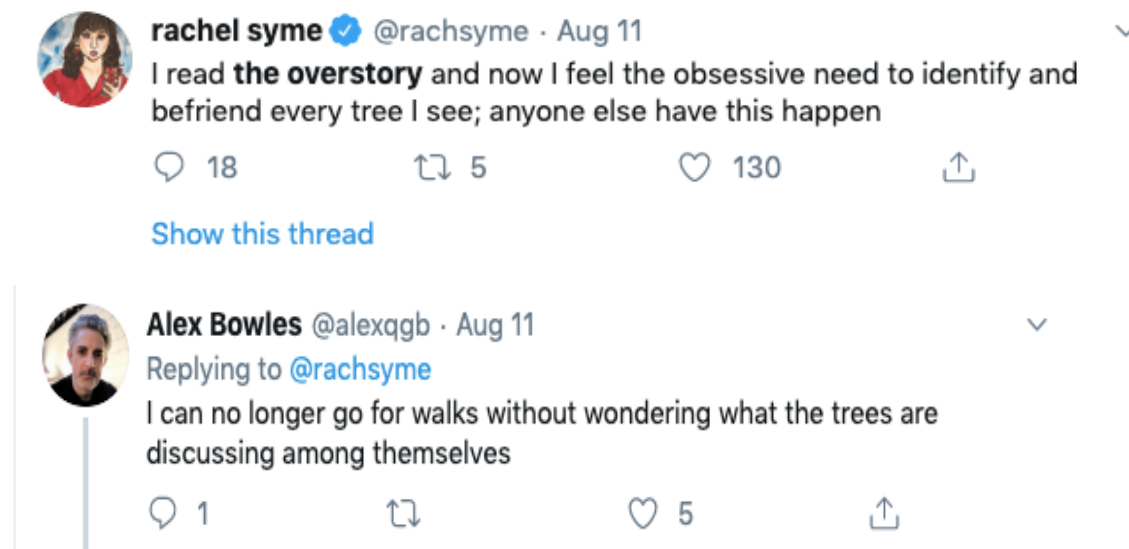 rachel syme @rachsyme · Aug 11
I read the overstory and now I feel the obsessive need to identify and
befriend every tree I see; anyone else have this happen
18 5 130
Show this thread
Alex Bowles @alexqgb · Aug 11
Replying to @rachsyme
I can no longer go for walks without wondering what the trees are
discussing among themselves
1 5